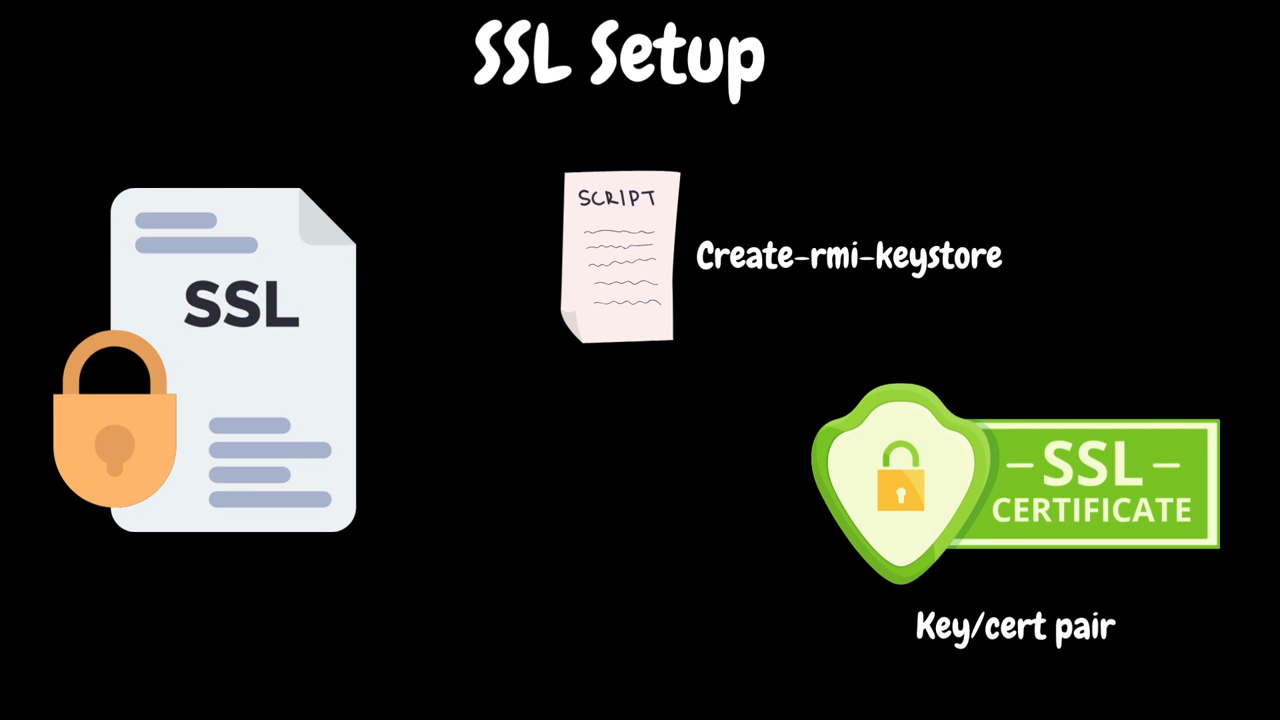 SSL Setup
SCRIPT
Create-rmi-keystore
SSL
–SSL–
CERTIFICATE
Key/cert pair